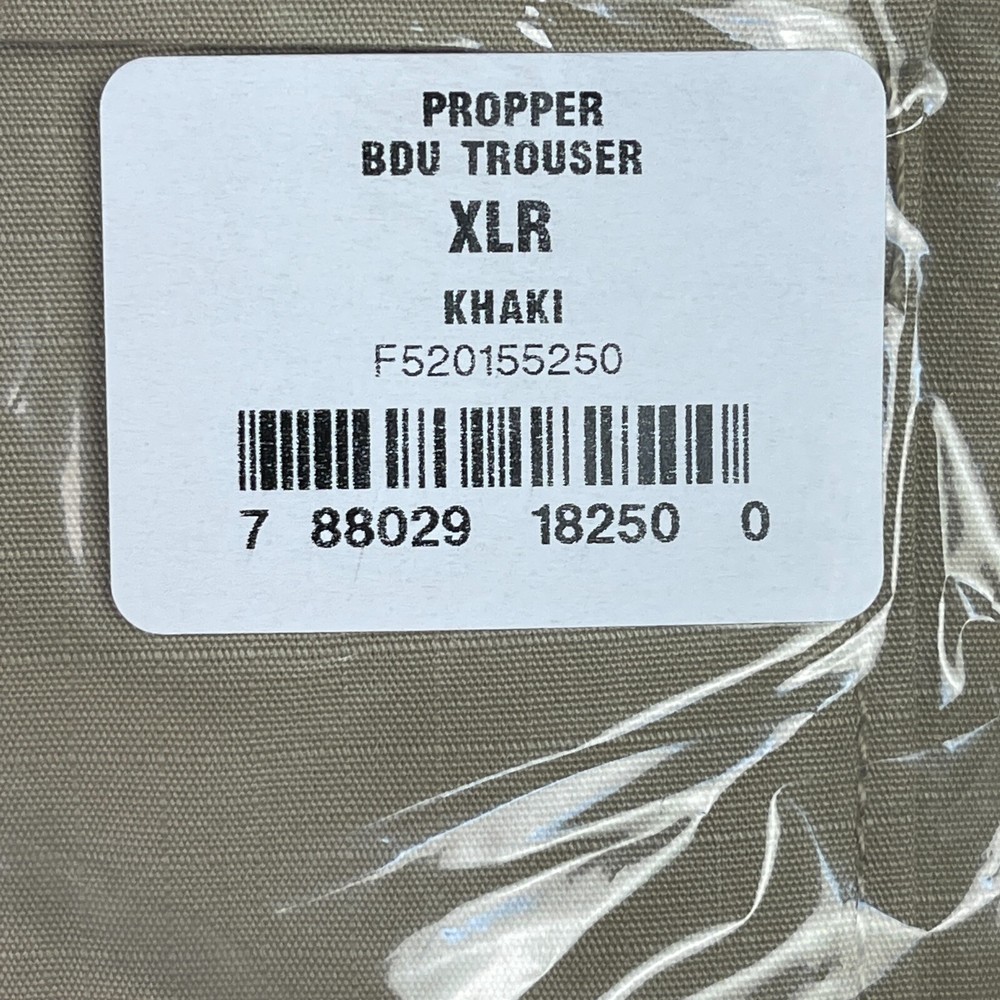 PROPPER
BDU TROUSER
XLR
KHAKI
F520155250
7 88029 18250 0